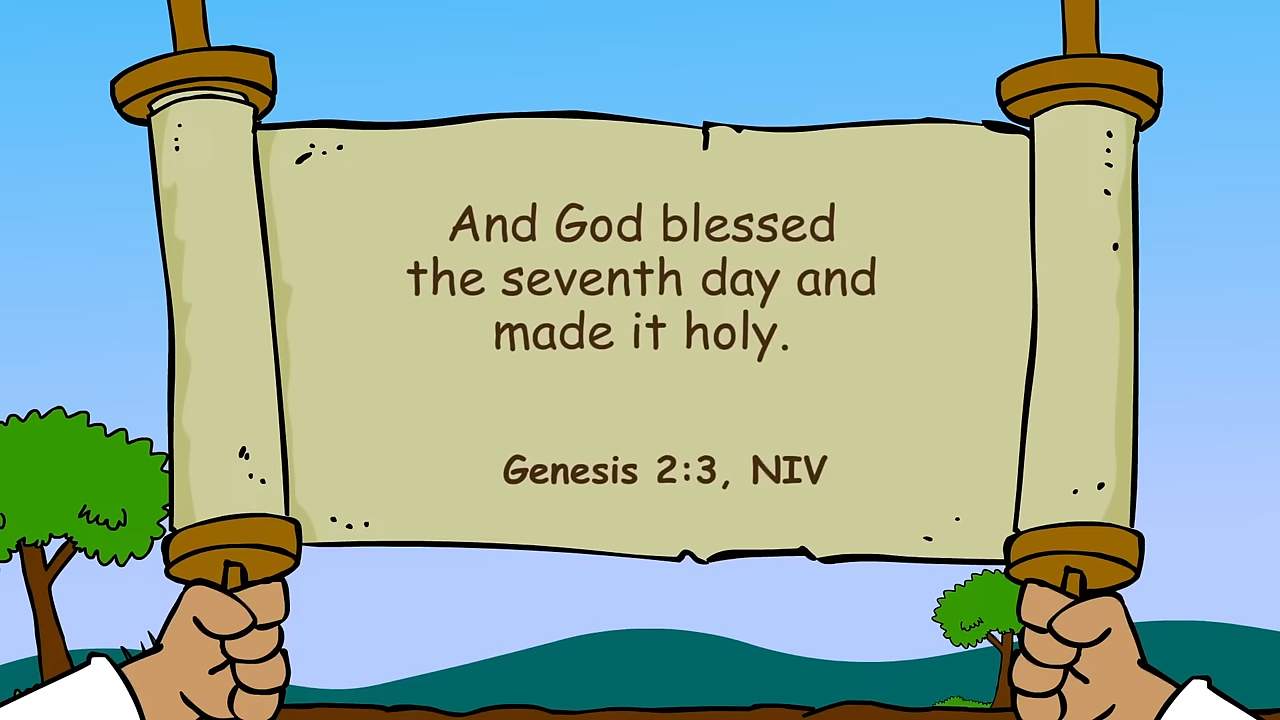 And God blessed
the seventh day and
made it holy.
Genesis 2:3, NIV